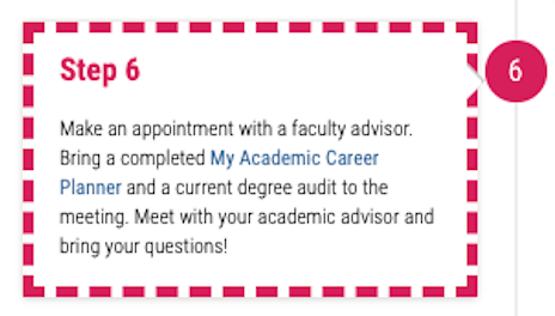 Step 6
6
Make an appointment with a faculty advisor.
Bring a completed My Academic Career
Planner and a current degree audit to the
meeting. Meet with your academic advisor and
bring your questions!